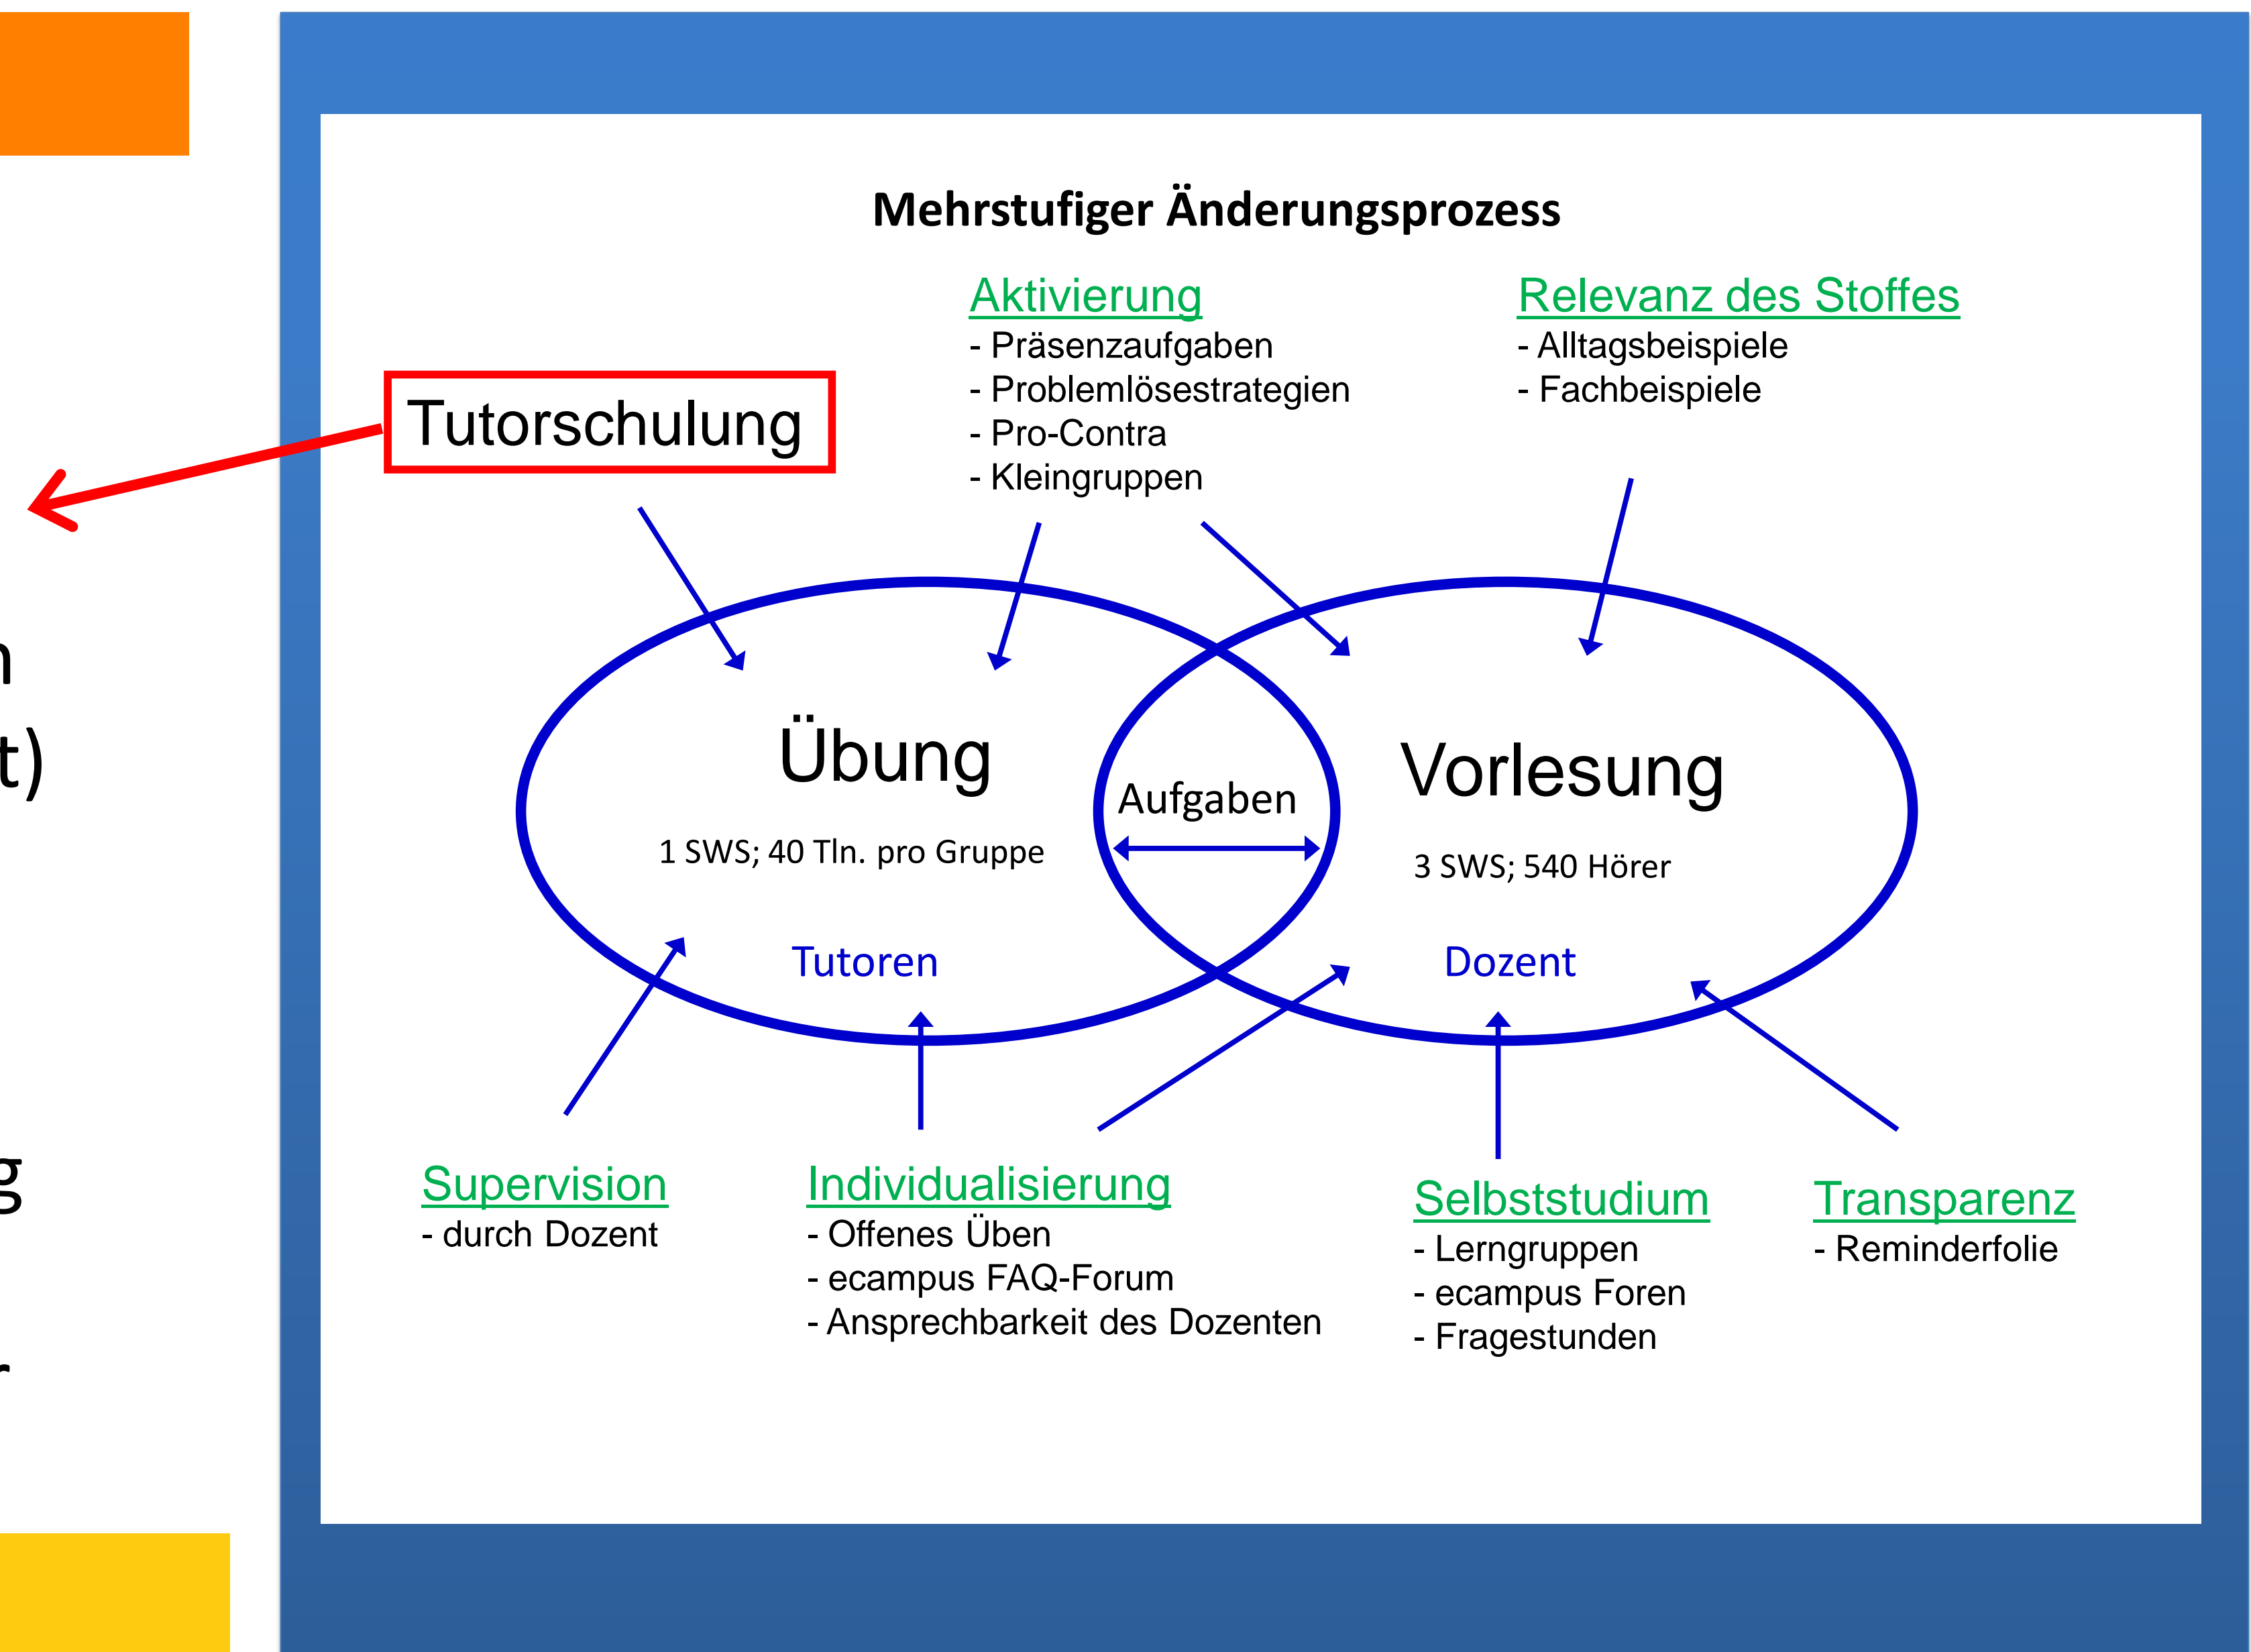 n
t)
g
r
Mehrstufiger Änderungsprozess
Tutorschulung
Aktivierung
- Präsenzaufgaben
- Problemlösestrategien
- Pro-Contra
- Kleingruppen
Relevanz des Stoffes
- Alltagsbeispiele
- Fachbeispiele
Übung
1 SWS; 40 Tln. pro Gruppe
Tutoren
Aufgaben
Vorlesung
3 SWS; 540 Hörer
Dozent
Supervision
- durch Dozent
Individualisierung
- Offenes Üben
- ecampus FAQ-Forum
- Ansprechbarkeit des Dozenten
Selbststudium
- Lerngruppen
- ecampus Foren
- Fragestunden
Transparenz
- Reminderfolie